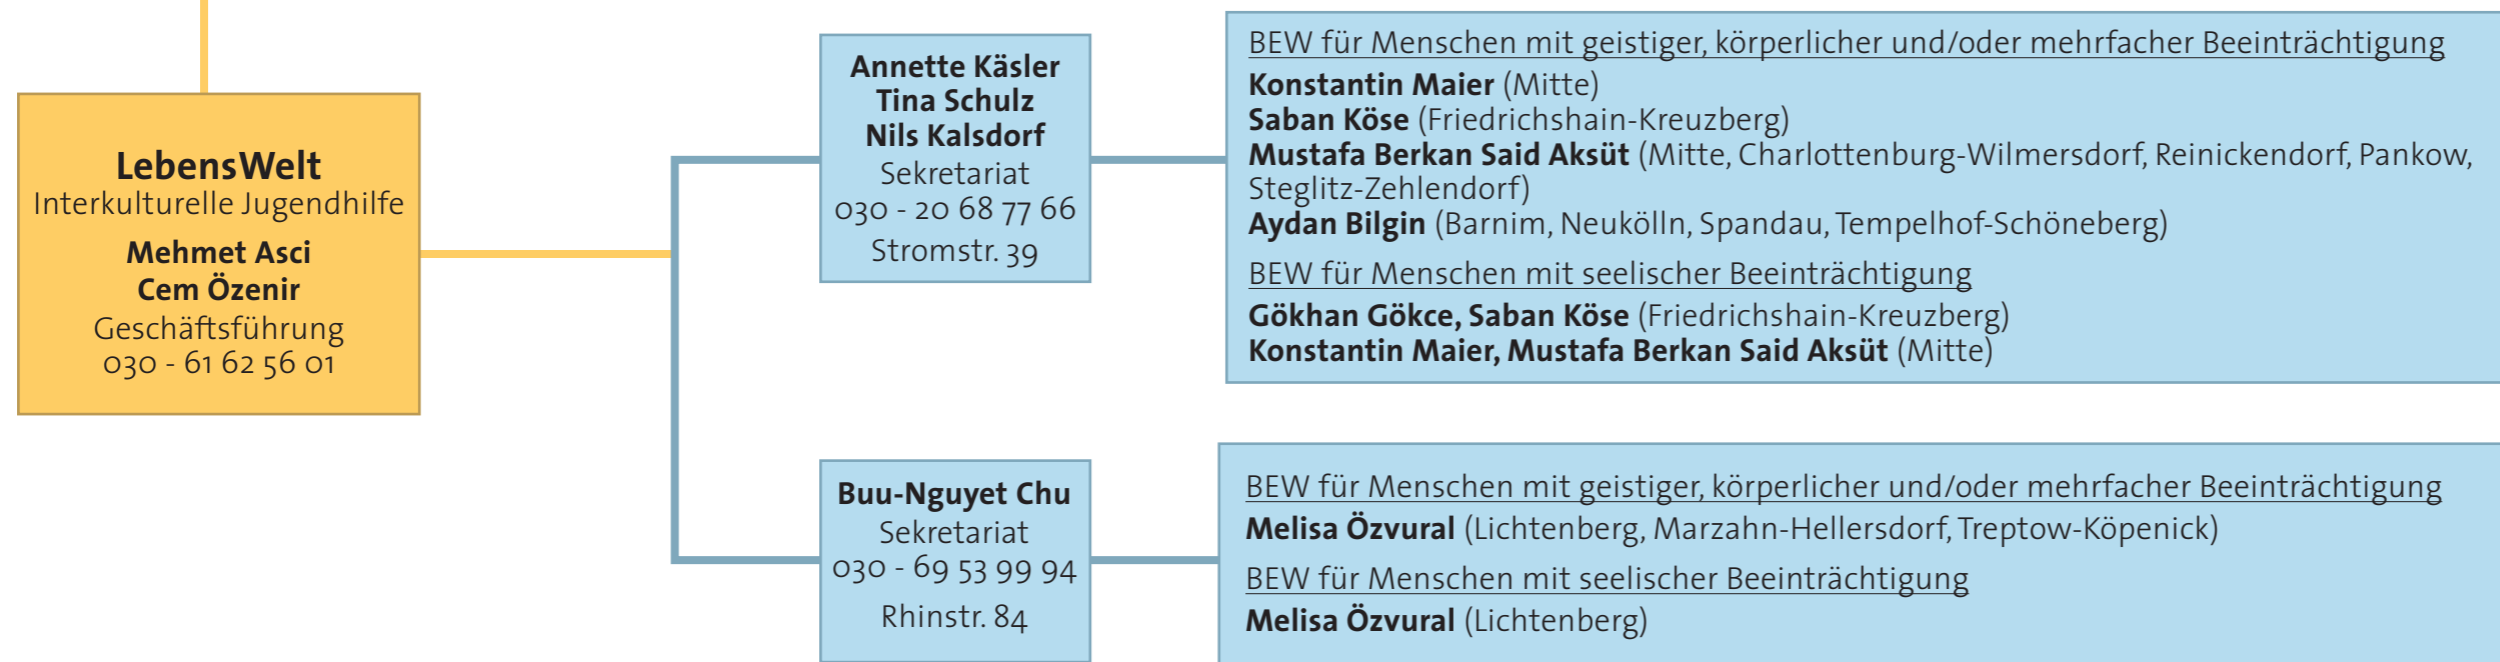 LebensWelt
Interkulturelle Jugendhilfe
Mehmet Asci
Cem Özenir
Geschäftsführung
030 - 61 62 56 01
Annette Käsler
Tina Schulz
Nils Kalsdorf
Sekretariat
030 - 20 68 77 66
Stromstr. 39
BEW für Menschen mit geistiger, körperlicher und/oder mehrfacher Beeinträchtigung
Konstantin Maier (Mitte)
Saban Köse (Friedrichshain-Kreuzberg)
Mustafa Berkan Said Aksüt (Mitte, Charlottenburg-Wilmersdorf, Reinickendorf, Pankow,
Steglitz-Zehlendorf)
Aydan Bilgin (Barnim, Neukölln, Spandau, Tempelhof-Schöneberg)
BEW für Menschen mit seelischer Beeinträchtigung
Gökhan Gökce, Saban Köse (Friedrichshain-Kreuzberg)
Konstantin Maier, Mustafa Berkan Said Aksüt (Mitte)
Buu-Nguyet Chu
Sekretariat
030 - 69 53 99 94
Rhinstr. 84
BEW für Menschen mit geistiger, körperlicher und/oder mehrfacher Beeinträchtigung
Melisa Özvural (Lichtenberg, Marzahn-Hellersdorf, Treptow-Köpenick)
BEW für Menschen mit seelischer Beeinträchtigung
Melisa Özvural (Lichtenberg)